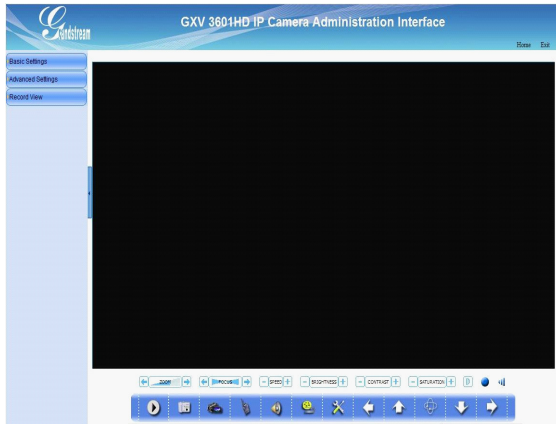 Grandstream
GXV 3601HD IP Camera Administration Interface
Home Exit
Basic Settings
Advanced Settings
Record View
ZOOM FOCUS SPEED BRIGHTNESS CONTRAST SATURATION D